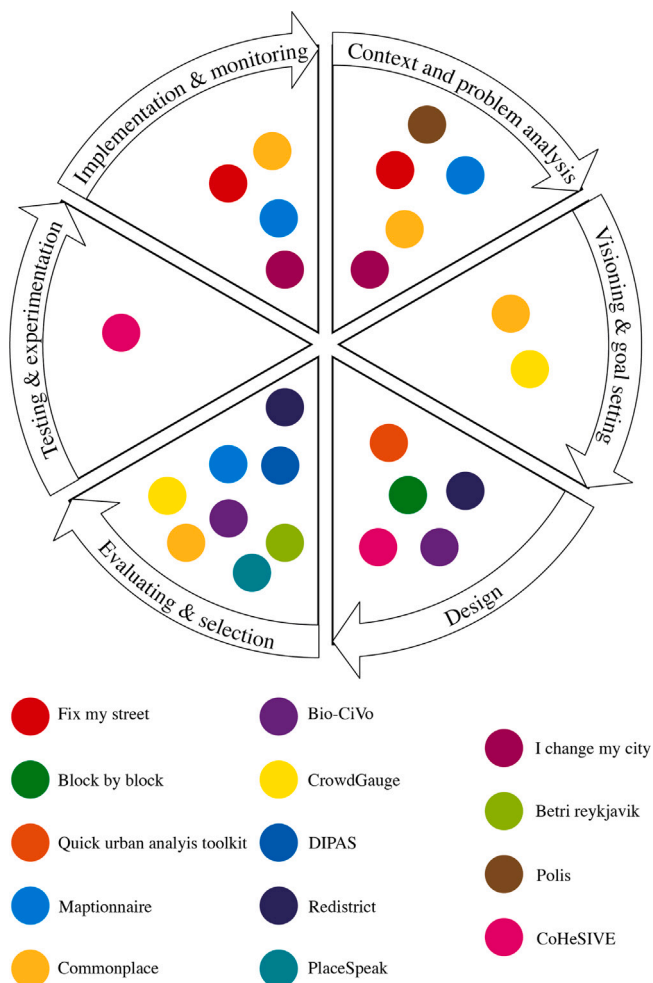 Implementation & monitoring
Context and problem analysis
Visioning & goal setting
Testing & experimentation
Evaluating & selection
Design
Fix my street
Block by block
Quick urban analyis toolkit
Maptionnaire
Commonplace
Bio-CiVo
CrowdGauge
DIPAS
Redistrict
PlaceSpeak
I change my city
Betri reykjavik
Polis
CoHeSIVE